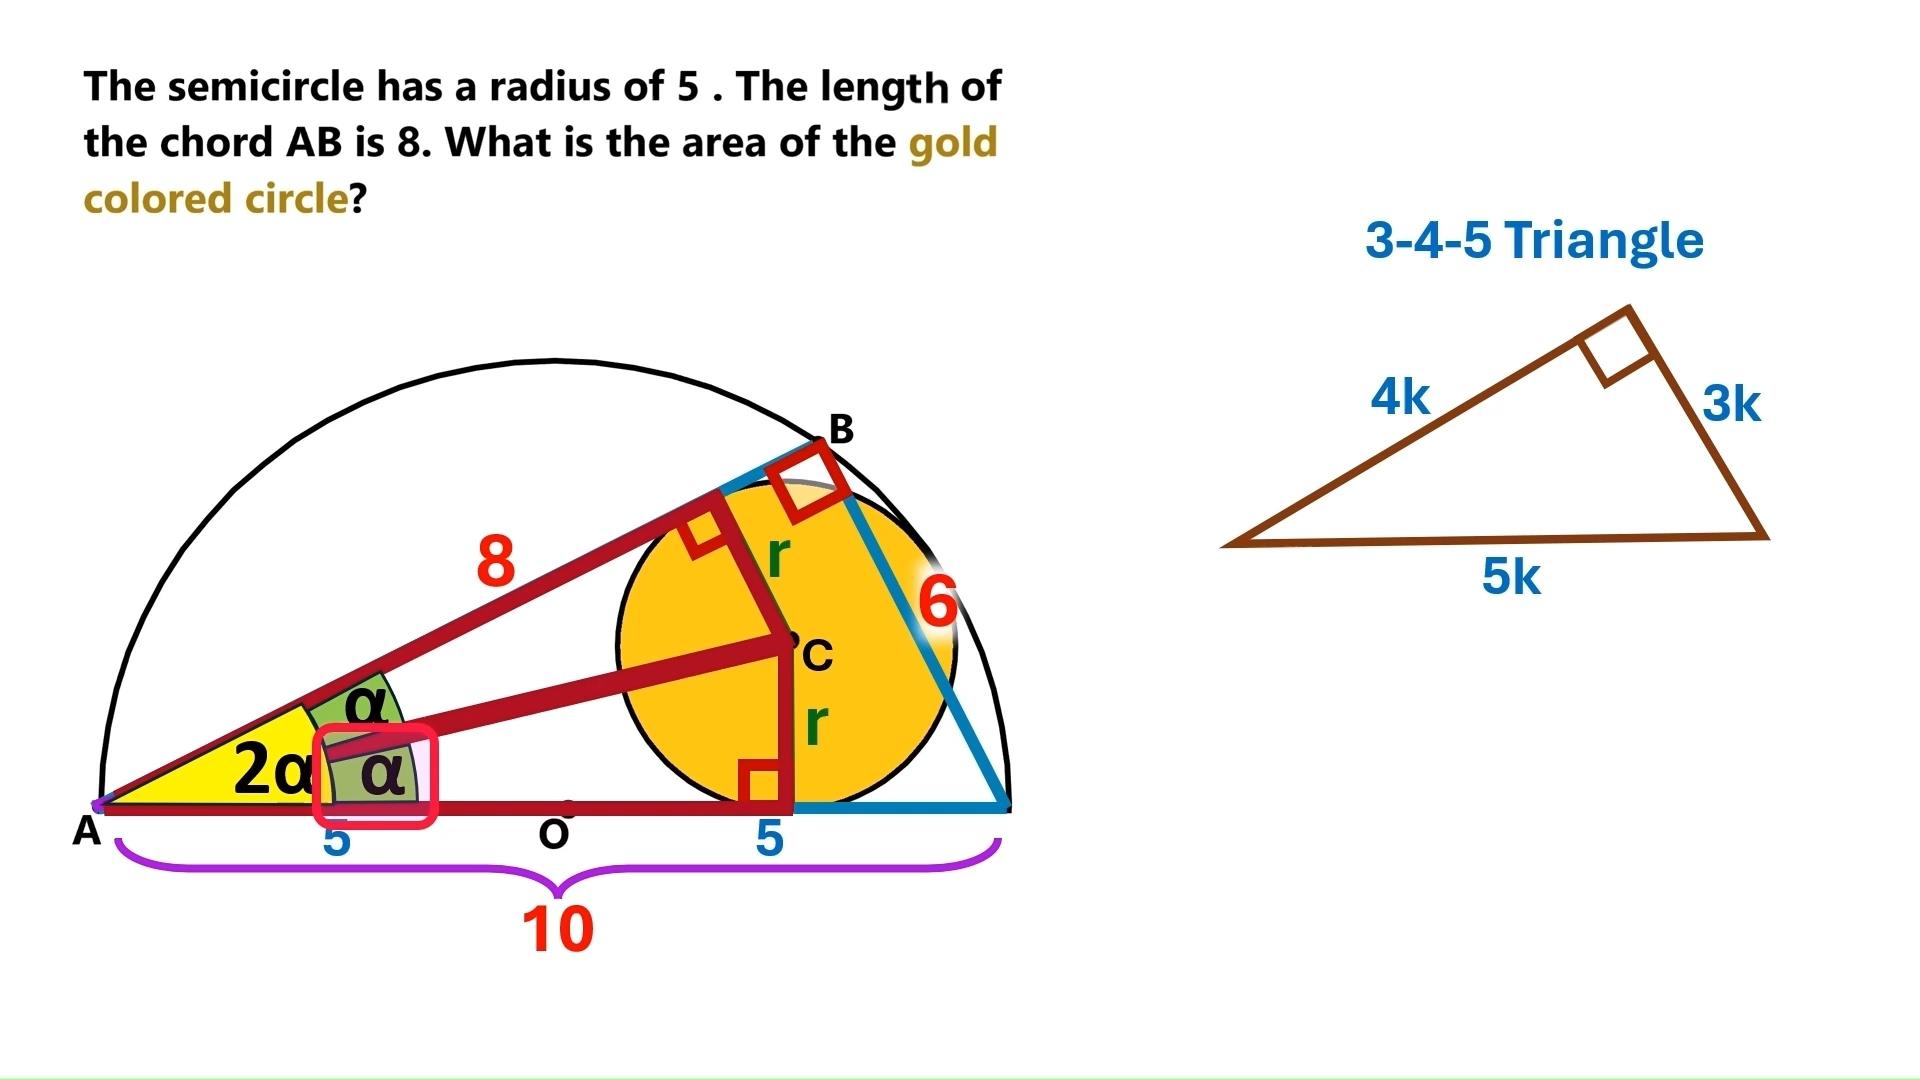 The semicircle has a radius of 5 . The length of
the chord AB is 8. What is the area of the gold
colored circle?
3-4-5 Triangle
4k
3k
5k
B
8
r
6
C
α
r
2α
α
A
5
O
5
10